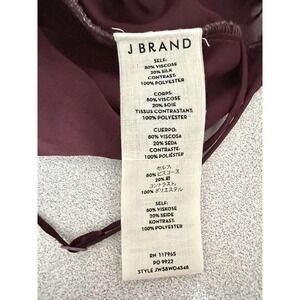 J BRAND
SELF:
80% VISCOSE
20% SILK
CONTRAST:
100% POLYESTER
CORPS:
80% VISCOSE
20% SOIE
TISSUS CONTRASTANT:
100% POLYESTER
CUERPO:
80% VISCOSA
20% SEDA
CONTRASTE:
100% POLYESTER
セルフ:
80% ビスコース
20% 絹
コントラスト:
100% ポリエステル
SELF:
80% VISKOSE
20% SEIDE
KONTRAST:
100% POLYESTER
RN 117965
PO 9922
STYLE JW58WO4348